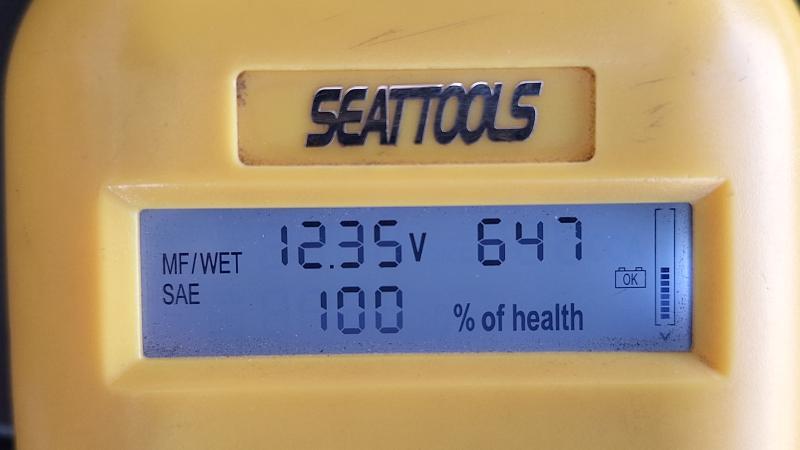 SEATTOOLS
MF/WET 12.35V 647
SAE 100 % of health
OK